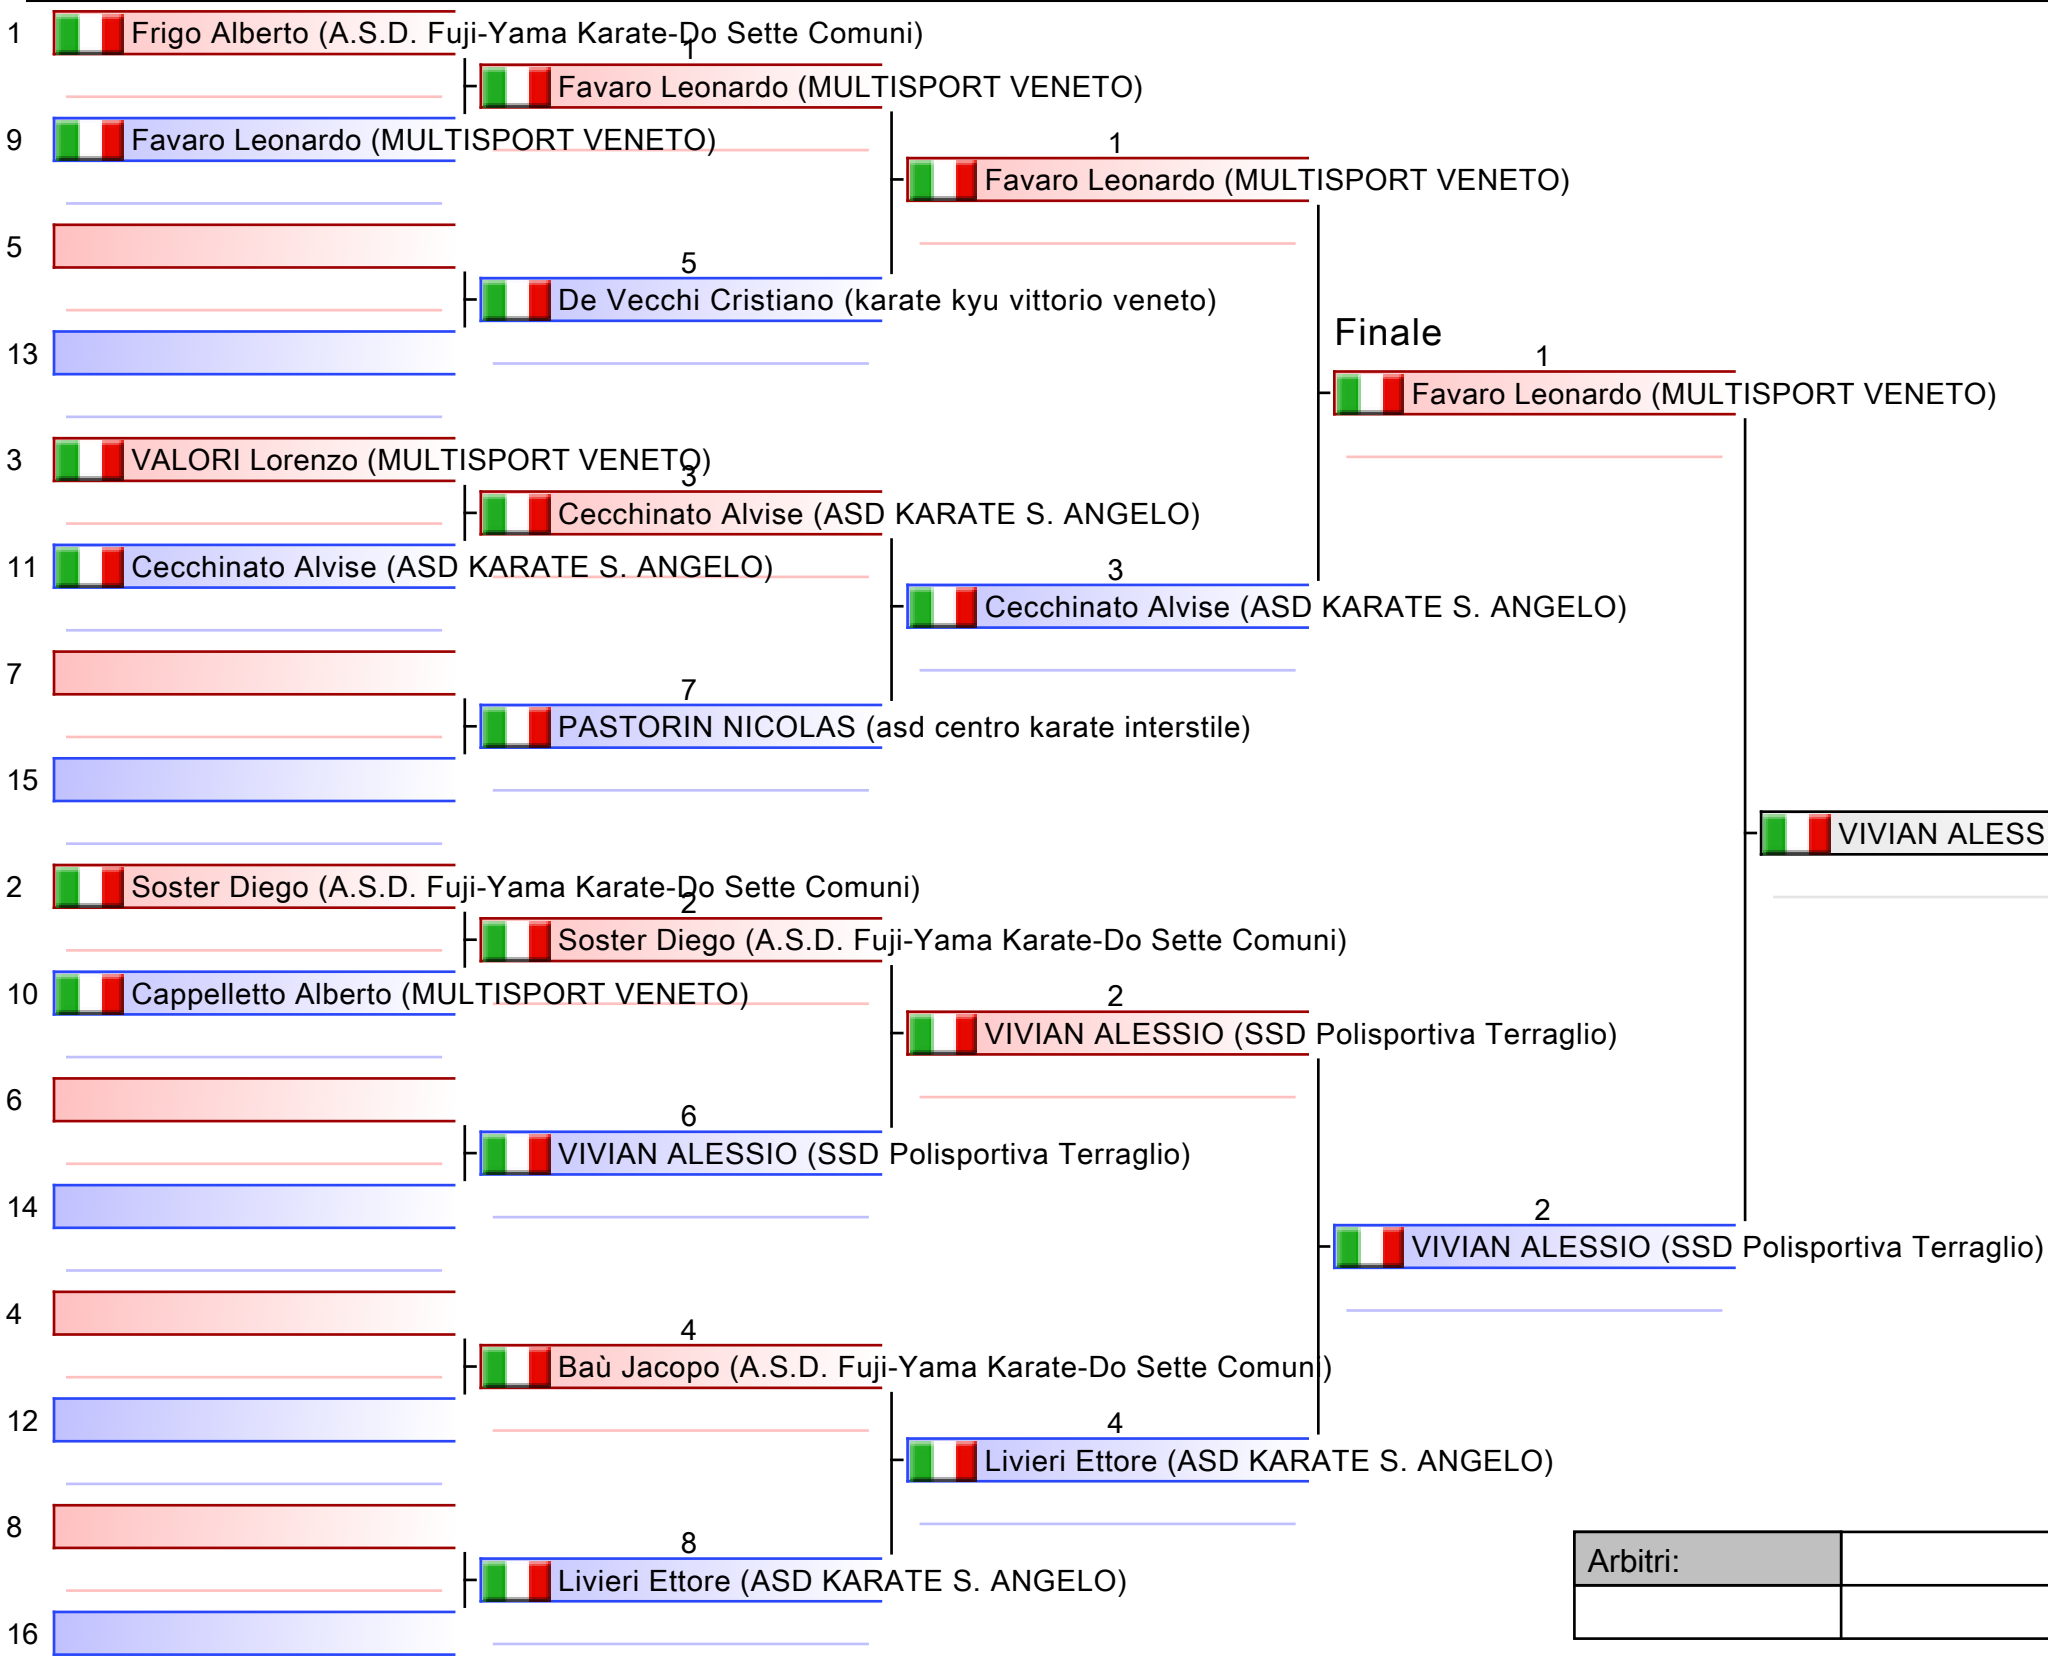 1 Frigo Alberto (A.S.D. Fuji-Yama Karate-Do Sette Comuni)
1
Favaro Leonardo (MULTISPORT VENETO)
9 Favaro Leonardo (MULTISPORT VENETO)
1
Favaro Leonardo (MULTISPORT VENETO)
5
5
De Vecchi Cristiano (karate kyu vittorio veneto)
13
Finale
1
Favaro Leonardo (MULTISPORT VENETO)
3 VALORI Lorenzo (MULTISPORT VENETO)
3
Cecchinato Alvise (ASD KARATE S. ANGELO)
11 Cecchinato Alvise (ASD KARATE S. ANGELO)
3
Cecchinato Alvise (ASD KARATE S. ANGELO)
7
7
PASTORIN NICOLAS (asd centro karate interstile)
15
VIVIAN ALESS
2 Soster Diego (A.S.D. Fuji-Yama Karate-Do Sette Comuni)
2
Soster Diego (A.S.D. Fuji-Yama Karate-Do Sette Comuni)
10 Cappelletto Alberto (MULTISPORT VENETO)
2
VIVIAN ALESSIO (SSD Polisportiva Terraglio)
6
6
VIVIAN ALESSIO (SSD Polisportiva Terraglio)
14
2
VIVIAN ALESSIO (SSD Polisportiva Terraglio)
4
4
Baù Jacopo (A.S.D. Fuji-Yama Karate-Do Sette Comuni)
12
4
Livieri Ettore (ASD KARATE S. ANGELO)
8
8
Livieri Ettore (ASD KARATE S. ANGELO)
16
Arbitri: